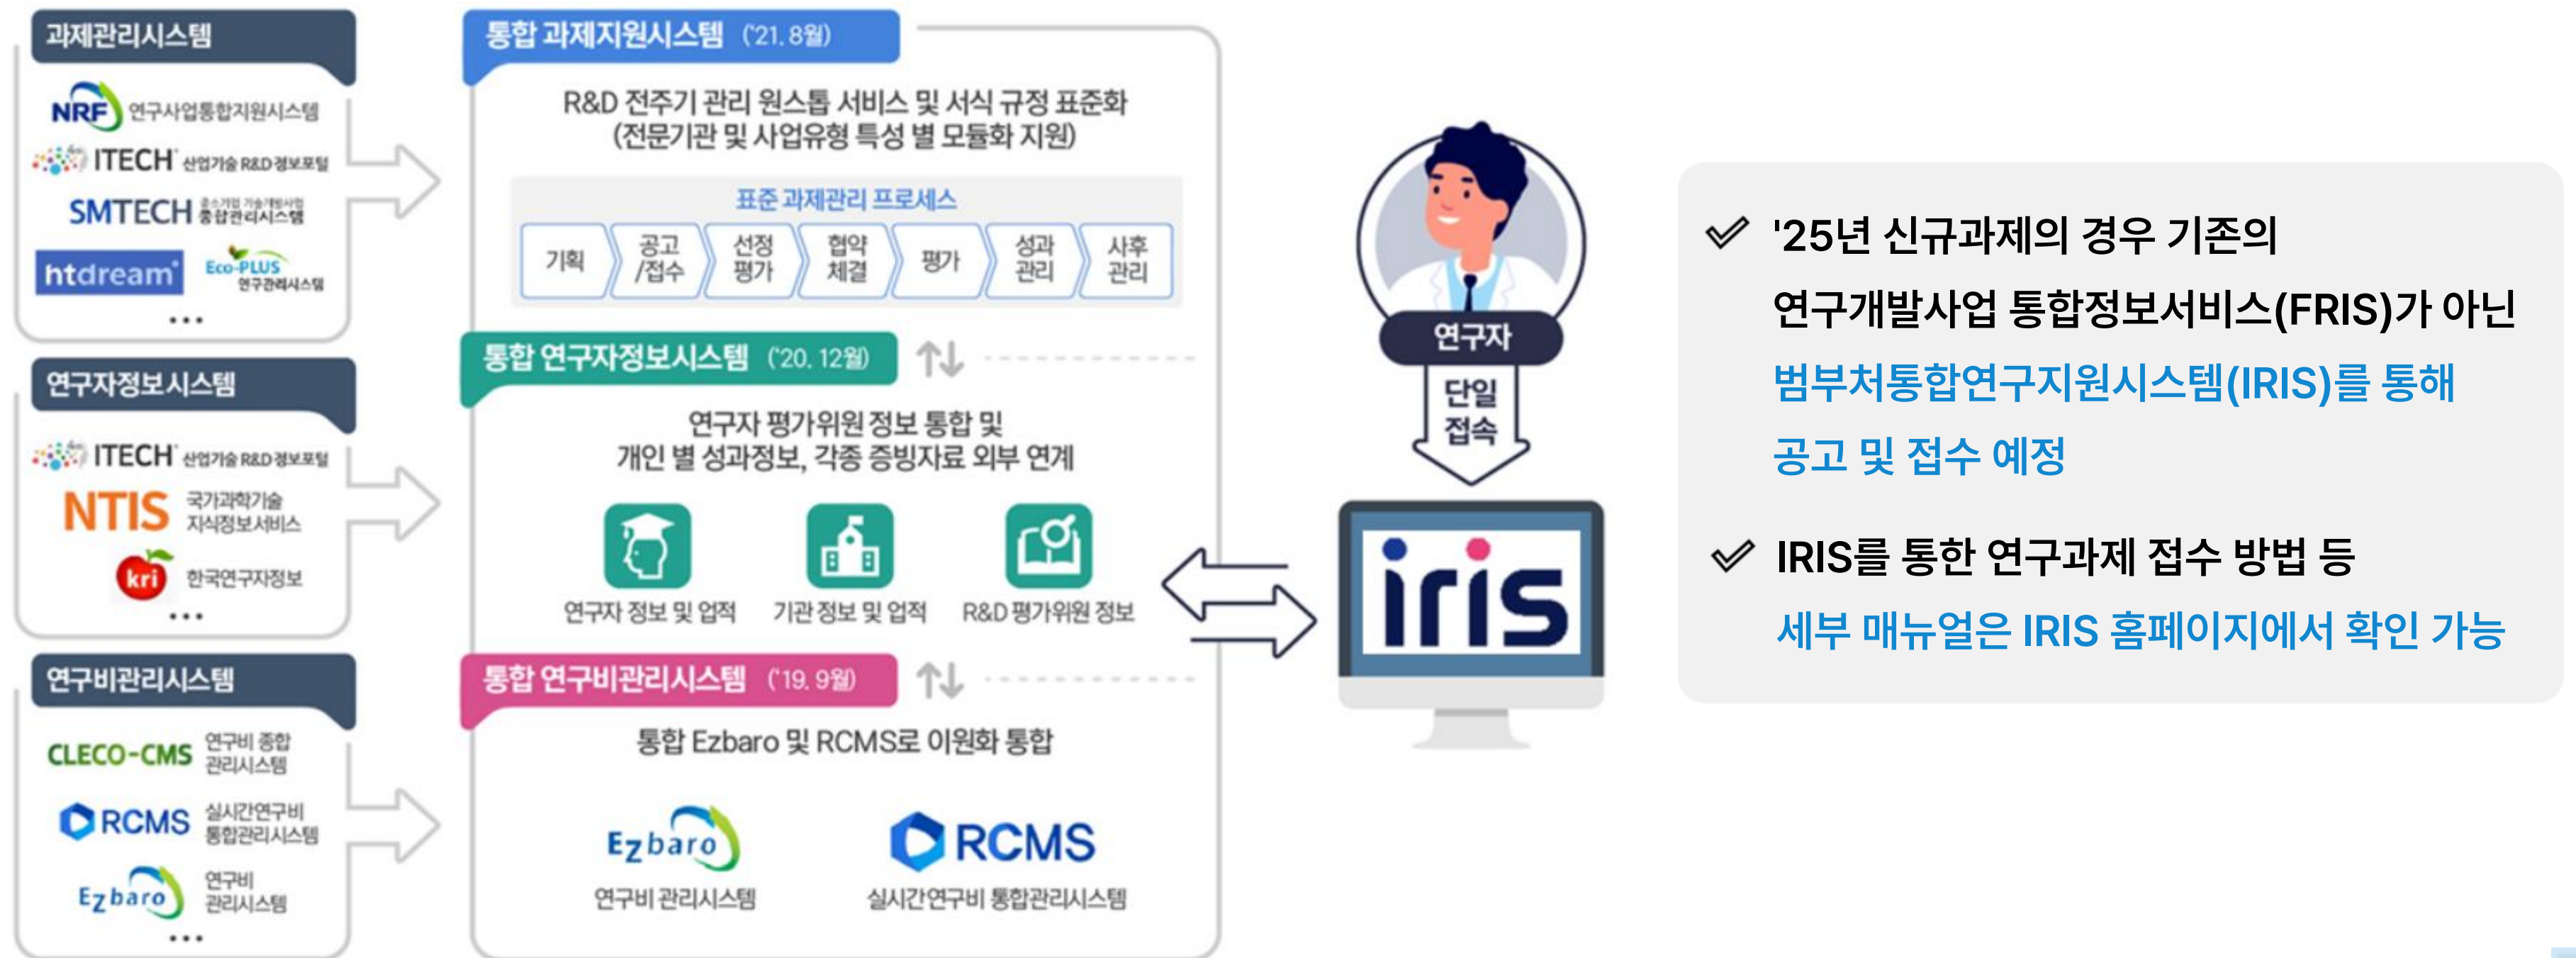 과제관리시스템
NRF 연구사업통합지원시스템
ITECH 산업기술 R&D 정보포털
SMTECH 중소기업 기술개발사업
종합관리시스템
htdream
Eco-PLUS
연구관리시스템
...
연구자정보시스템
ITECH 산업기술 R&D 정보포털
NTIS 국가과학기술
지식정보서비스
kri 한국연구자정보
...
연구비관리시스템
CLECO-CMS 연구비 종합
관리시스템
RCMS 실시간연구비
통합관리시스템
Ezbaro 연구비
관리시스템
...
통합 과제지원시스템 ('21. 8월)
R&D 전주기 관리 원스톱 서비스 및 서식 규정 표준화
(전문기관 및 사업유형 특성 별 모듈화 지원)
표준 과제관리 프로세스
기획
공고
/접수
선정
평가
협약
체결
평가
성과
관리
사후
관리
통합 연구자정보시스템 ('20. 12월)
연구자 평가위원 정보 통합 및
개인 별 성과정보, 각종 증빙자료 외부 연계
연구자 정보 및 업적
기관 정보 및 업적
R&D 평가위원 정보
통합 연구비관리시스템 ('19. 9월)
통합 Ezbaro 및 RCMS로 이원화 통합
Ezbaro
연구비 관리시스템
RCMS
실시간연구비 통합관리시스템
연구자
단일
접속
iris
'25년 신규과제의 경우 기존의
연구개발사업 통합정보서비스(FRIS)가 아닌
범부처통합연구지원시스템(IRIS)를 통해
공고 및 접수 예정
IRIS를 통한 연구과제 접수 방법 등
세부 매뉴얼은 IRIS 홈페이지에서 확인 가능